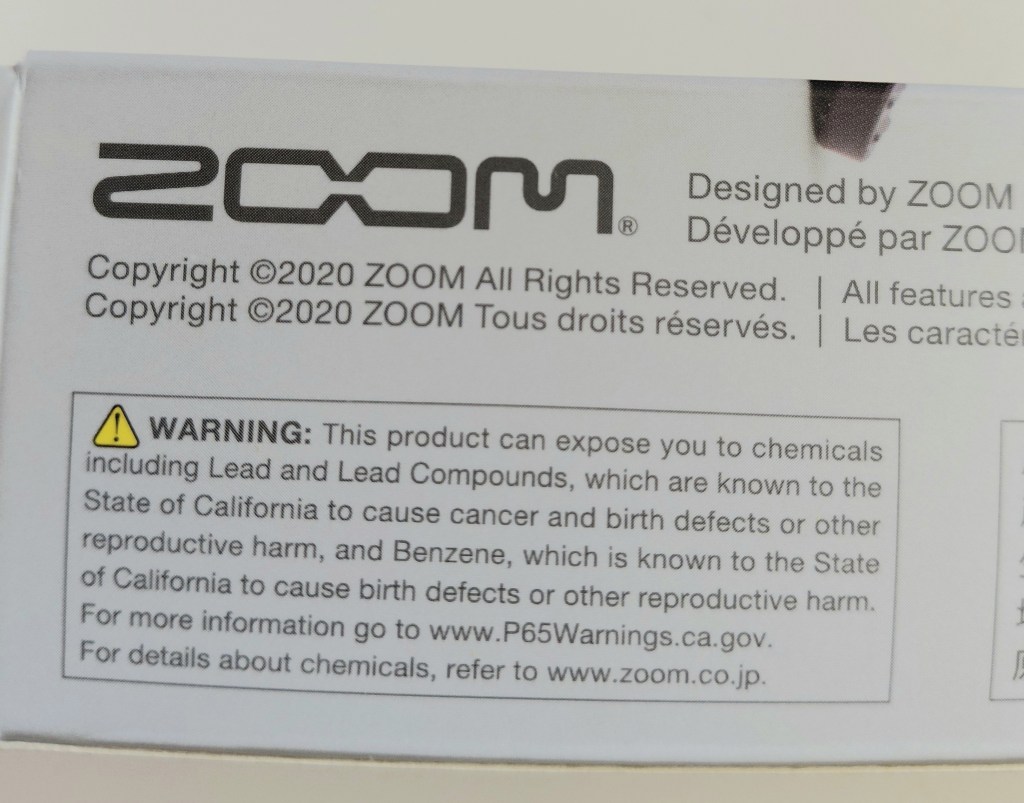 ZOOM®
Designed by ZOOM
Développé par
Copyright ©2020 ZOOM All Rights Reserved. | All features
Copyright ©2020 ZOOM Tous droits réservés. | Les
WARNING: This product can expose you to chemicals
including Lead and Lead Compounds, which are known to the
State of California to cause cancer and birth defects or other
reproductive harm, and Benzene, which is known to the State
of California to cause birth defects or other reproductive harm.
For more information go to www.P65Warnings.ca.gov.
For details about chemicals, refer to www.zoom.co.jp.